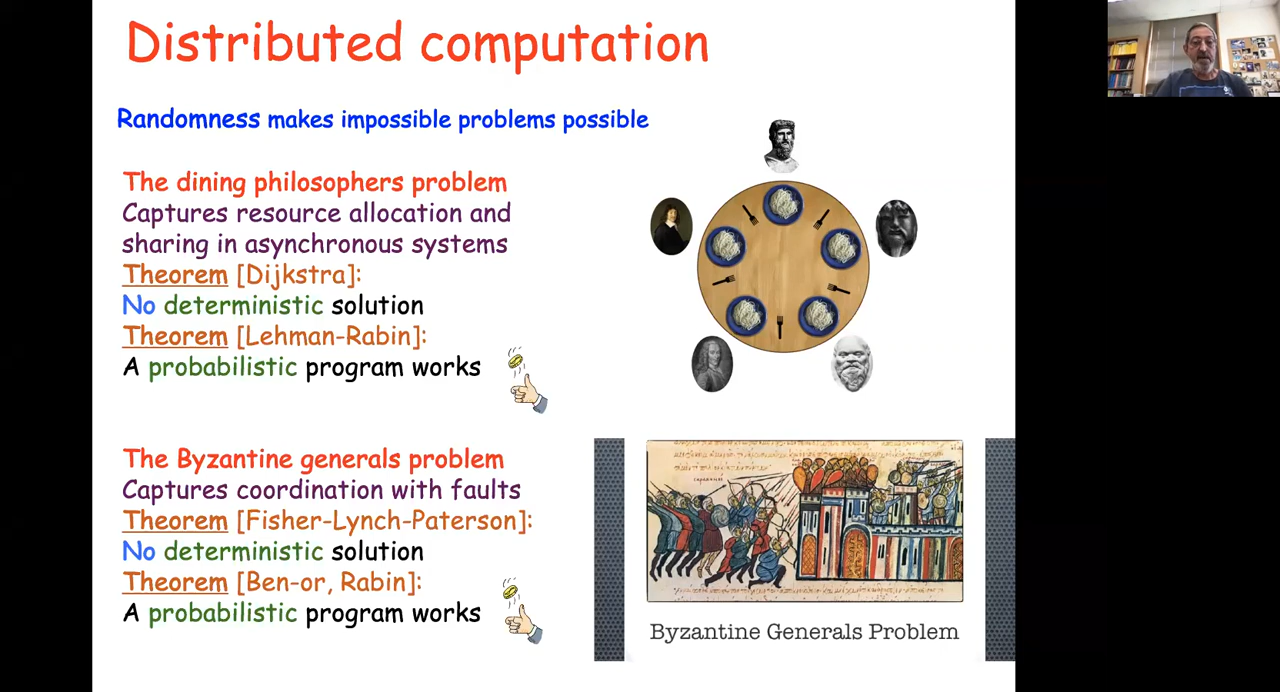 Distributed computation
Randomness makes impossible problems possible
The dining philosophers problem
Captures resource allocation and
sharing in asynchronous systems
Theorem [Dijkstra]:
No deterministic solution
Theorem [Lehman-Rabin]:
A probabilistic program works
The Byzantine generals problem
Captures coordination with faults
Theorem [Fisher-Lynch-Paterson]:
No deterministic solution
Theorem [Ben-or, Rabin]:
A probabilistic program works
Byzantine Generals Problem